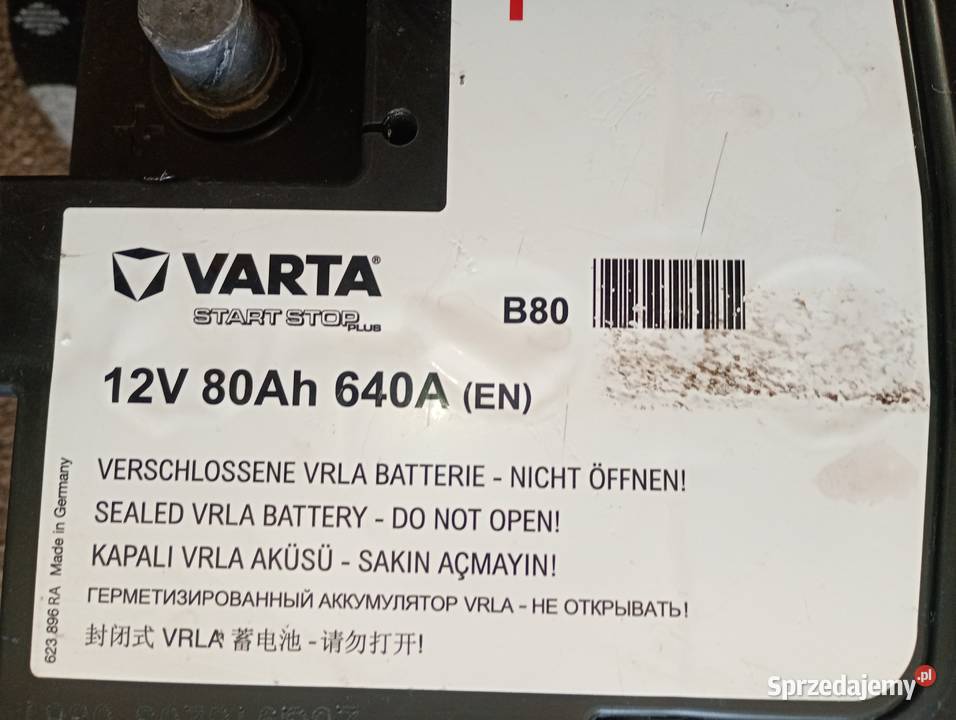 VARTA®
START STOP PLUS
B80
12V 80Ah 640A (EN)
VERSCHLOSSENE VRLA BATTERIE - NICHT ÖFFNEN!
SEALED VRLA BATTERY - DO NOT OPEN!
KAPALI VRLA AKÜSÜ - SAKIN AÇMAYIN!
ГЕРМЕТИЗИРОВАННЫЙ АККУМУЛЯТОР VRLA - НЕ ОТКРЫВАТЬ!
封闭式 VRLA 蓄电池 - 请勿打开!
623 896 RA Made in Germany
Sprzedajemy.pl